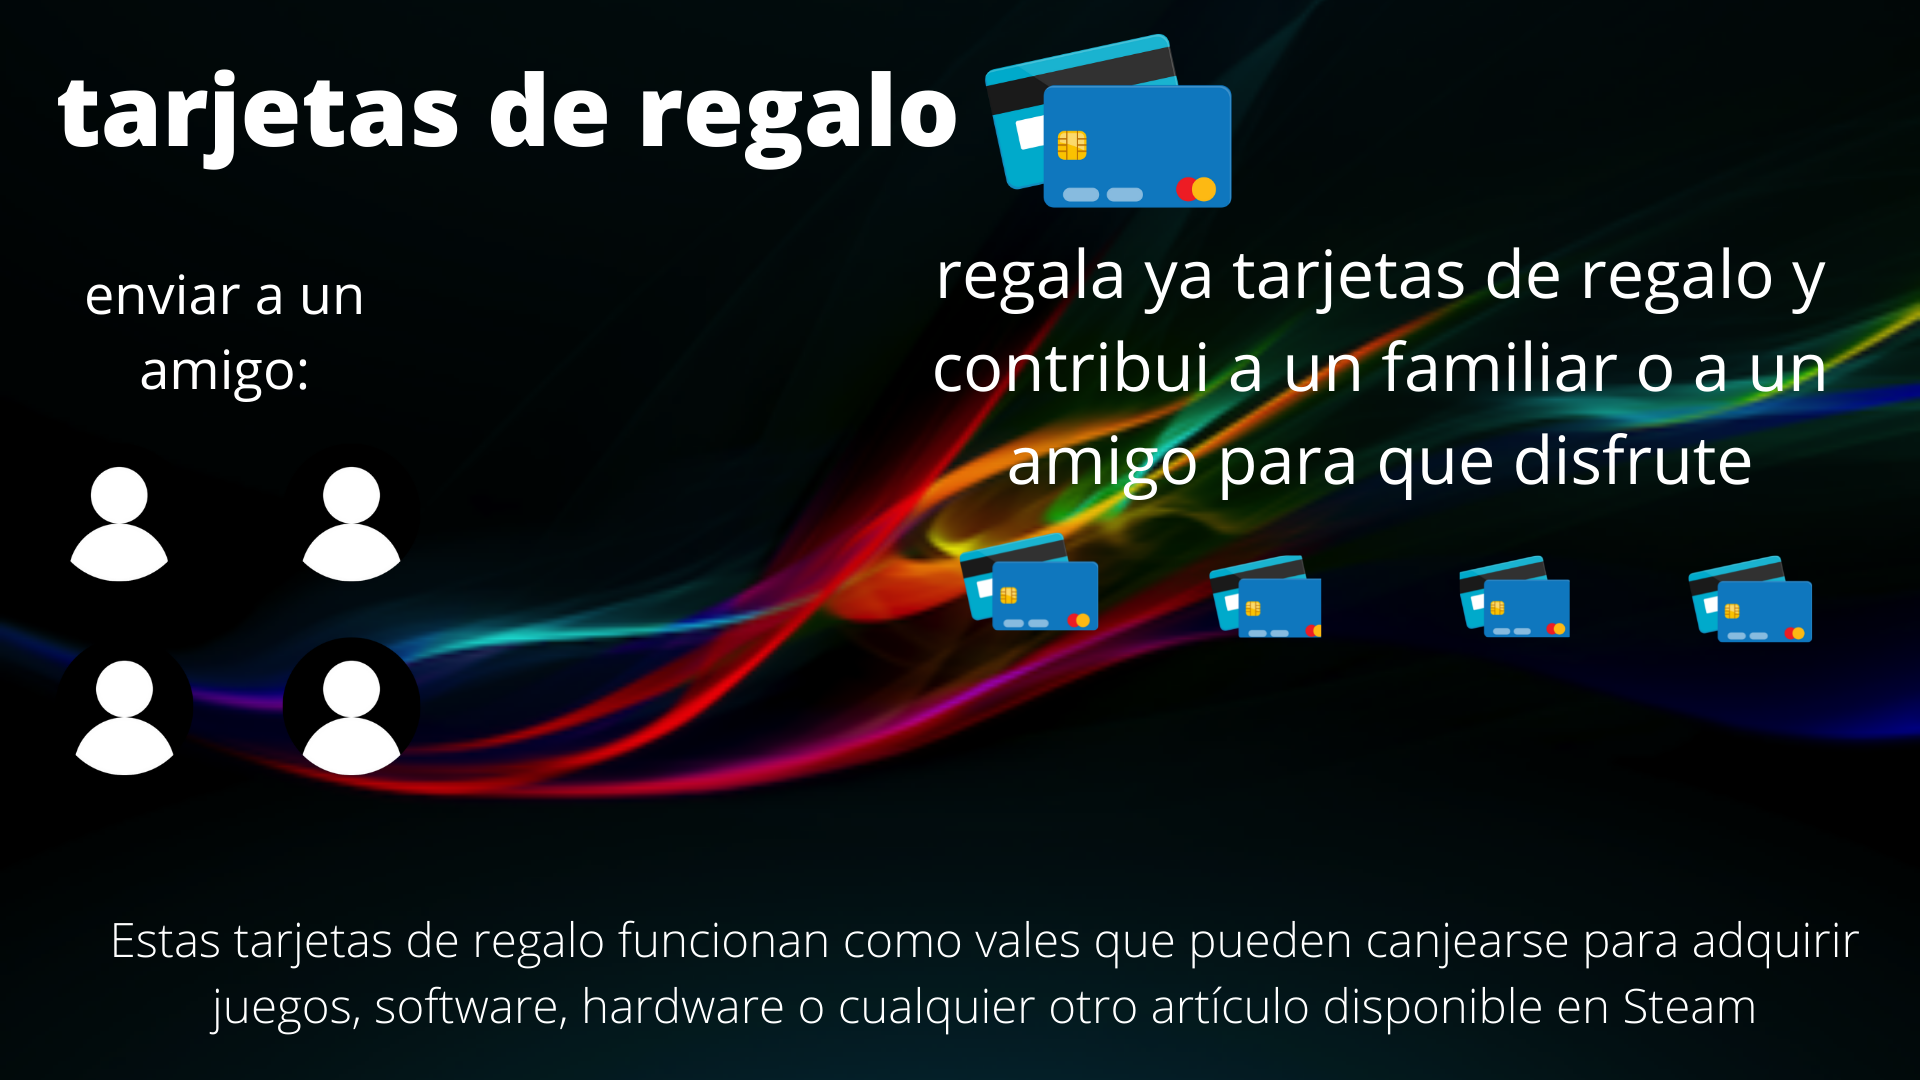 tarjetas de regalo
enviar a un
amigo:
regala ya tarjetas de regalo y
contribui a un familiar o a un
amigo para que disfrute
Estas tarjetas de regalo funcionan como vales que pueden canjearse para adquirir
juegos, software, hardware o cualquier otro artículo disponible en Steam